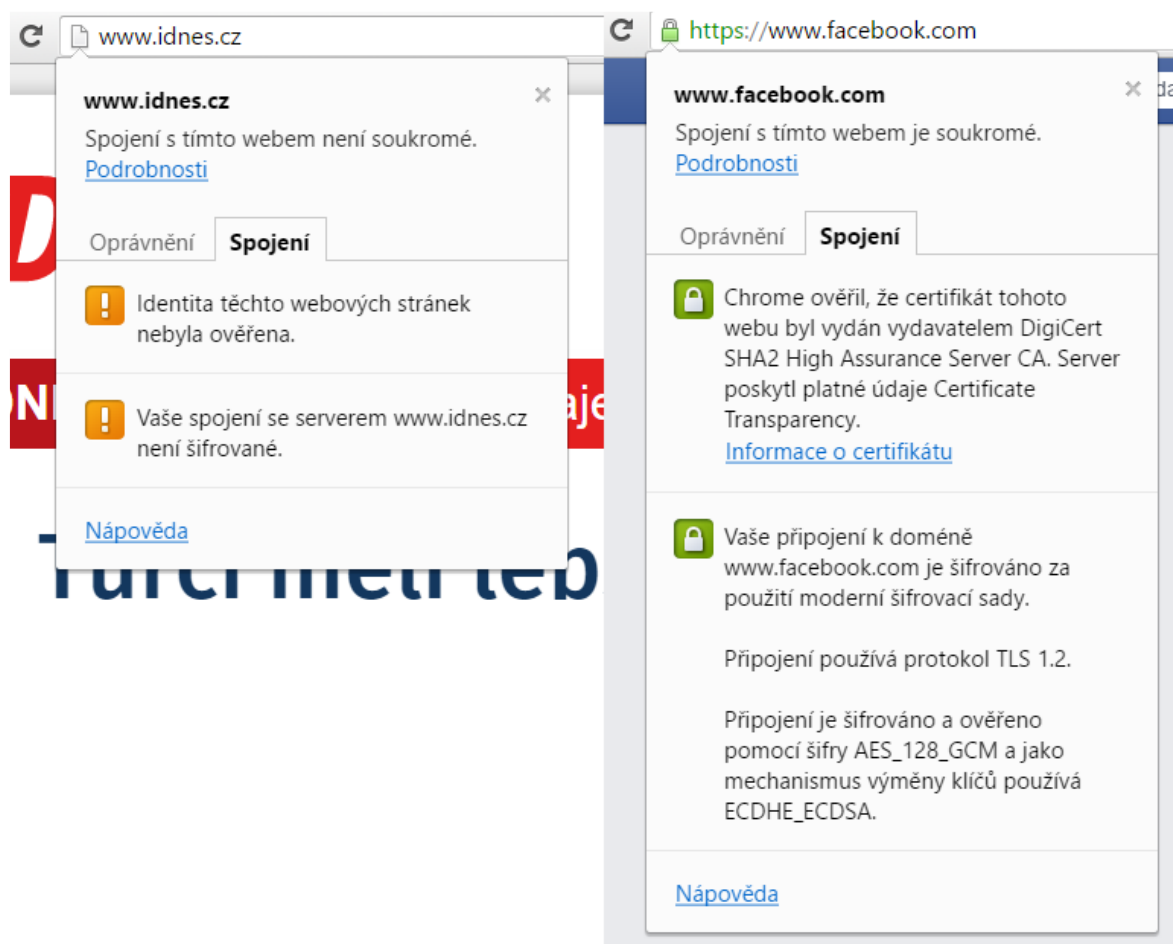 www.idnes.cz
www.idnes.cz
Spojení s tímto webem není soukromé.
Podrobnosti
Oprávnění
Spojení
Identita těchto webových stránek
nebyla ověřena.
Vaše spojení se serverem www.idnes.cz
není šifrované.
Nápověda
https://www.facebook.com
www.facebook.com
Spojení s tímto webem je soukromé.
Podrobnosti
Oprávnění
Spojení
Chrome ověřil, že certifikát tohoto
webu byl vydán vydavatelem DigiCert
SHA2 High Assurance Server CA. Server
poskytl platné údaje Certificate
Transparency.
Informace o certifikátu
Vaše připojení k doméně
www.facebook.com je šifrováno za
použití moderní šifrovací sady.
Připojení používá protokol TLS 1.2.
Připojení je šifrováno a ověřeno
pomocí šifry AES_128_GCM a jako
mechanismus výměny klíčů používá
ECDHE_ECDSA.
Nápověda